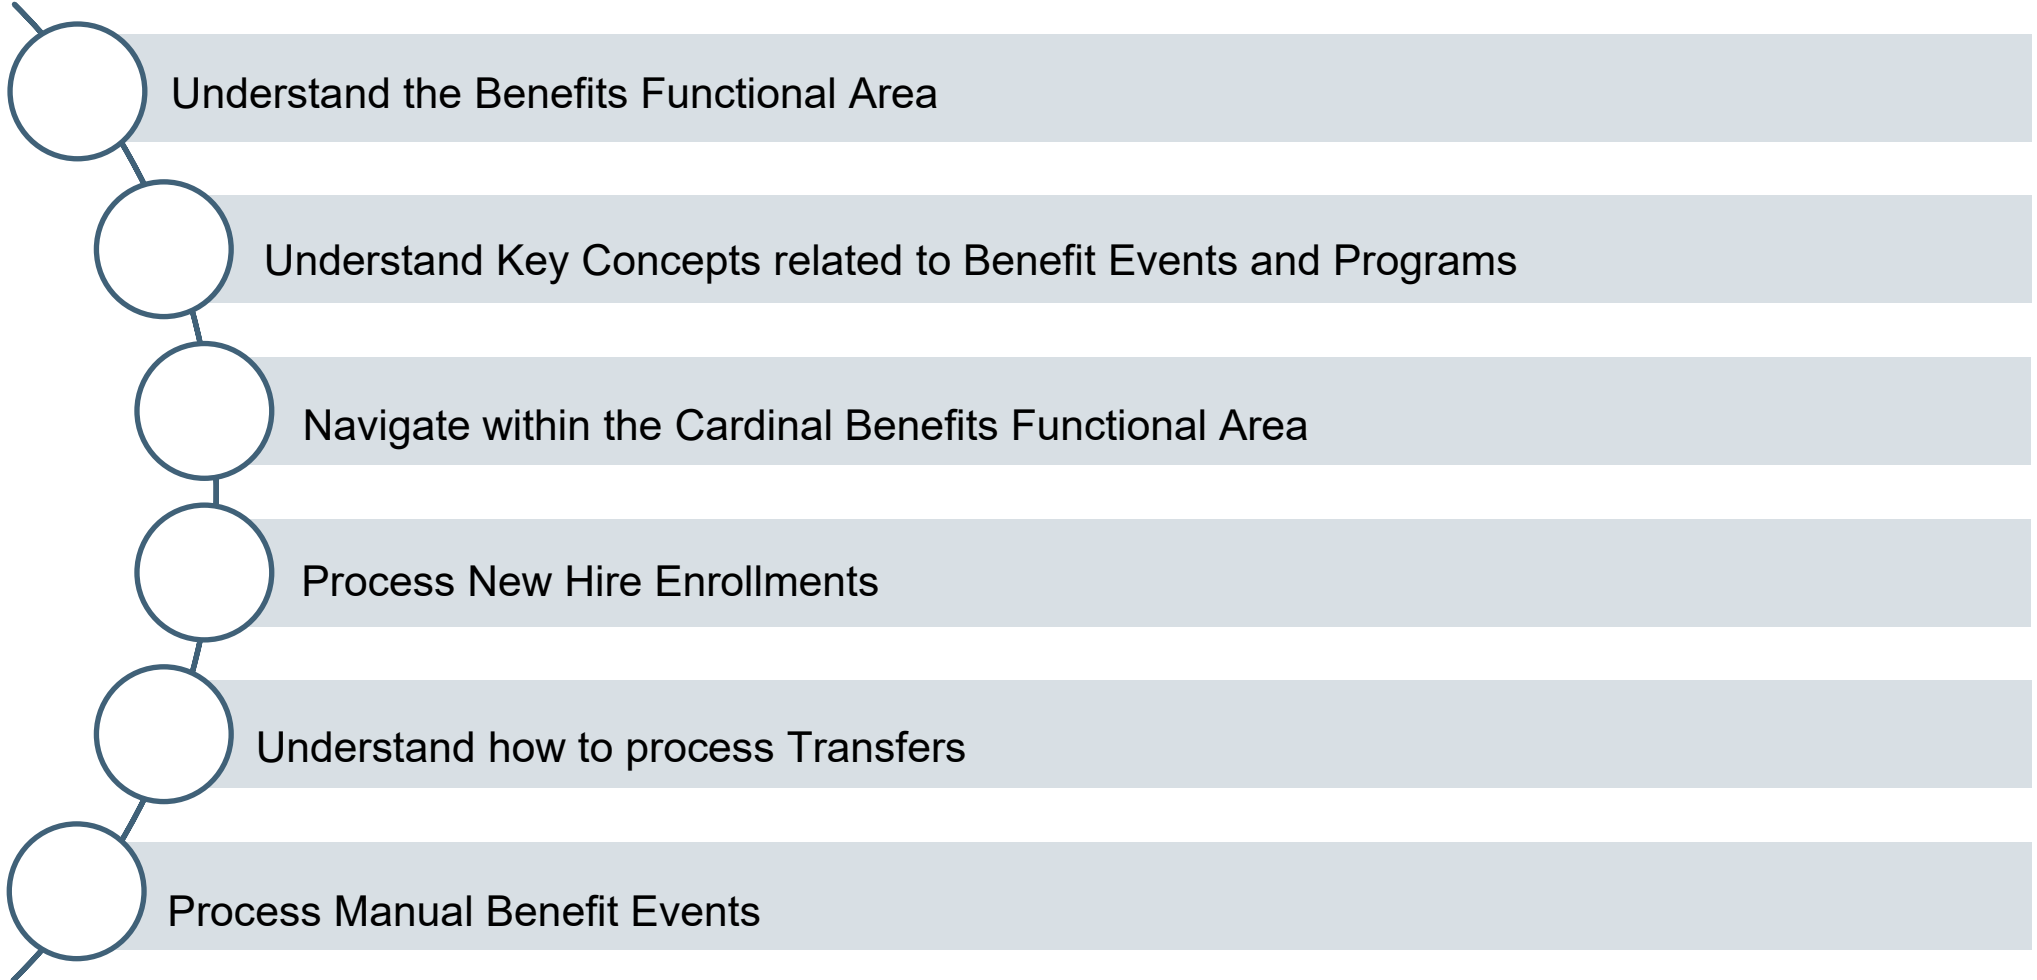 Understand the Benefits Functional Area
Understand Key Concepts related to Benefit Events and Programs
Navigate within the Cardinal Benefits Functional Area
Process New Hire Enrollments
Understand how to process Transfers
Process Manual Benefit Events